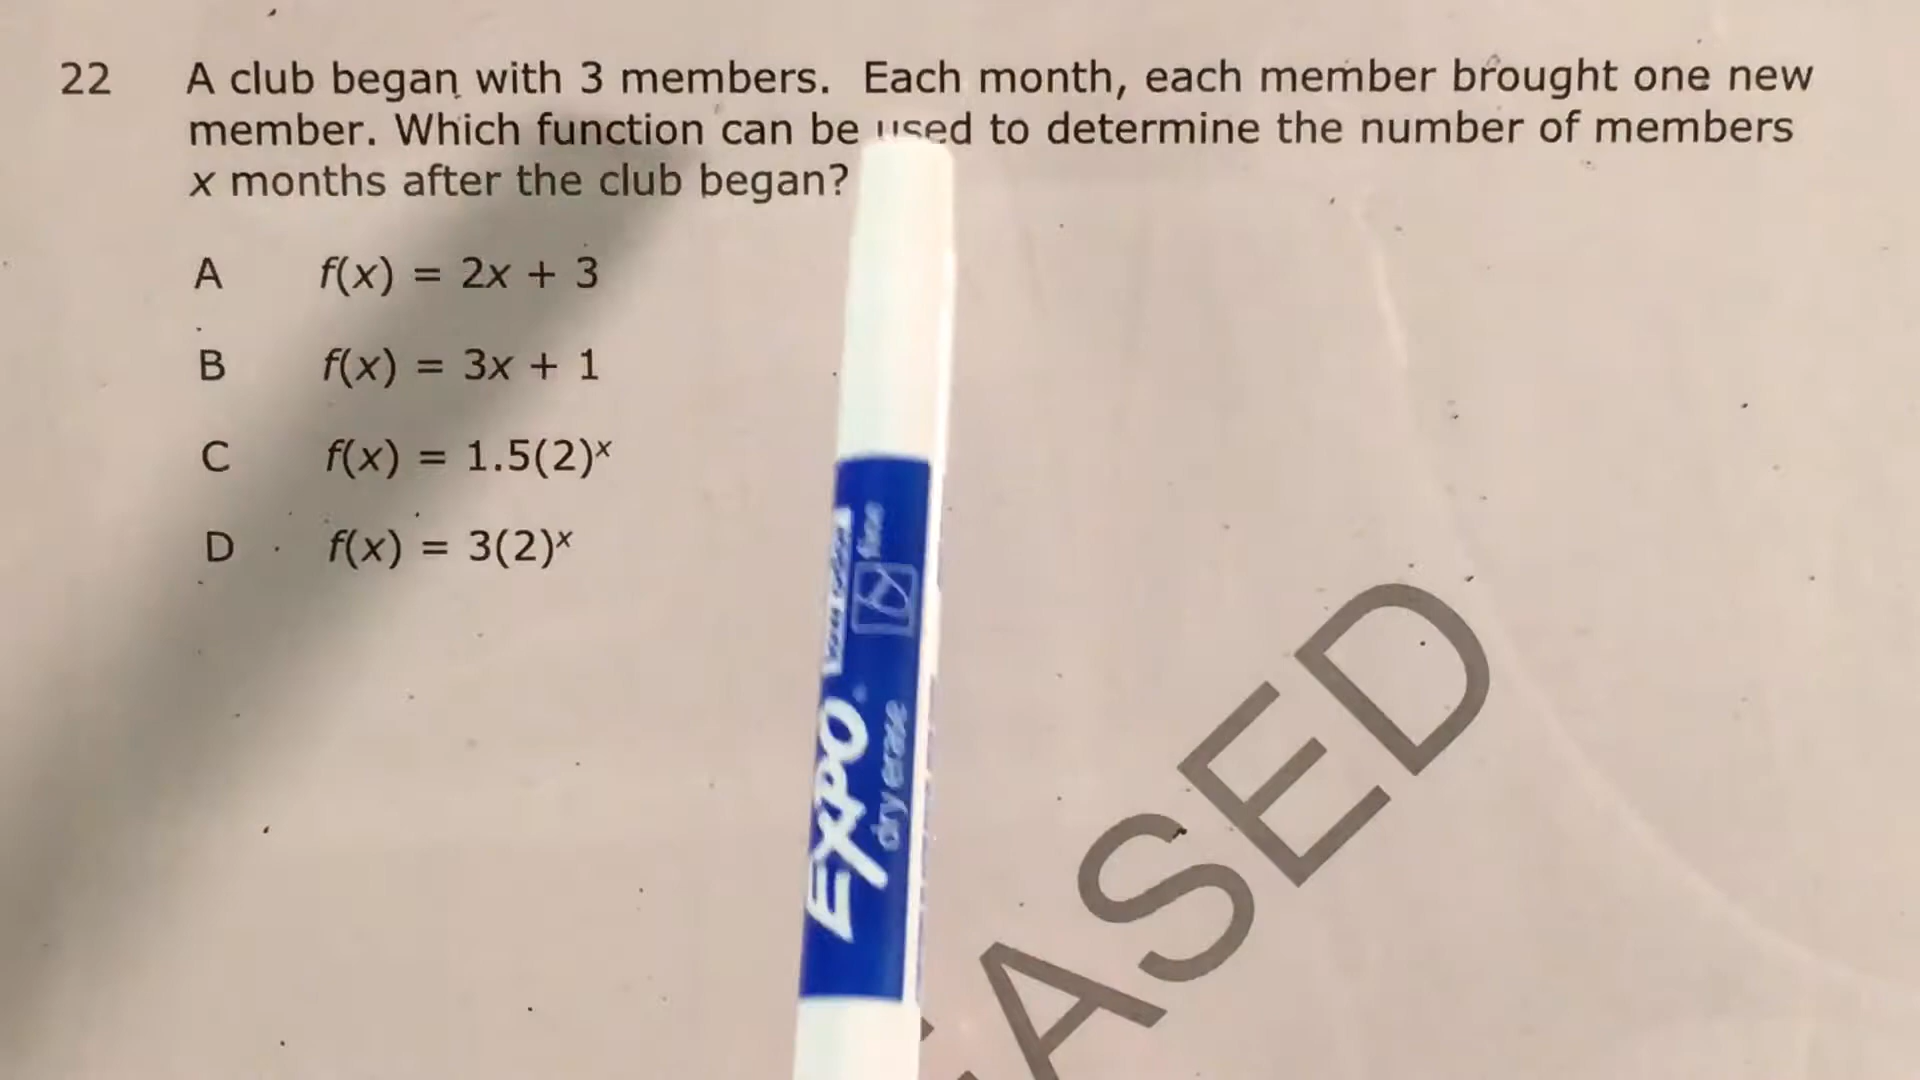 22 A club began with 3 members. Each month, each member brought one new
member. Which function can be used to determine the number of members
x months after the club began?
A f(x) = 2x + 3
B f(x) = 3x + 1
C f(x) = 1.5(2)ˣ
D f(x) = 3(2)ˣ
EXPO
dry erase
fine
ASED